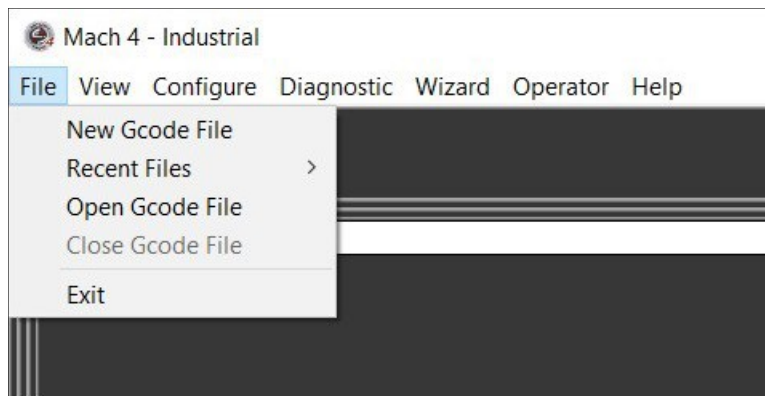 Mach 4 - Industrial
File View Configure Diagnostic Wizard Operator Help
New Gcode File
Recent Files
Open Gcode File
Close Gcode File
Exit